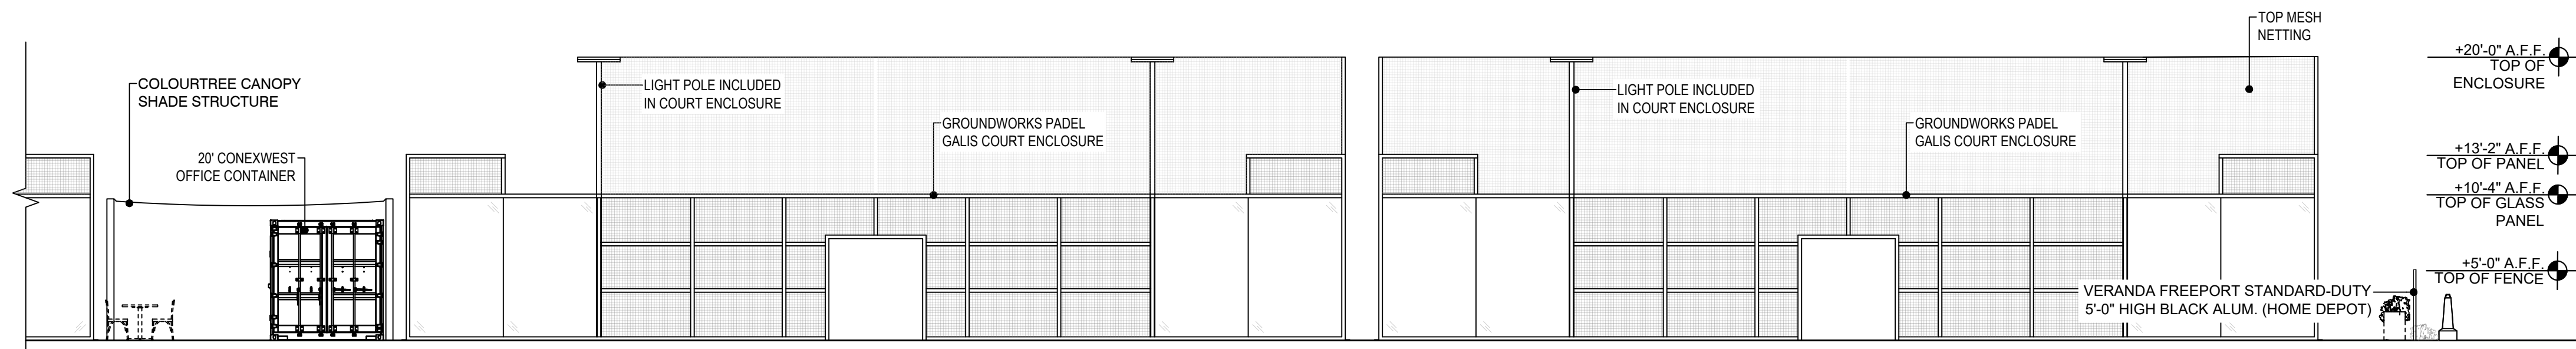 COLOURTREE CANOPY
SHADE STRUCTURE
20' CONEXWEST
OFFICE CONTAINER
LIGHT POLE INCLUDED
IN COURT ENCLOSURE
GROUNDWORKS PADEL
GALIS COURT ENCLOSURE
LIGHT POLE INCLUDED
IN COURT ENCLOSURE
GROUNDWORKS PADEL
GALIS COURT ENCLOSURE
TOP MESH
NETTING
VERANDA FREEPORT STANDARD-DUTY
5'-0" HIGH BLACK ALUM. (HOME DEPOT)
+20'-0" A.F.F.
TOP OF
ENCLOSURE
+13'-2" A.F.F.
TOP OF PANEL
+10'-4" A.F.F.
TOP OF GLASS
PANEL
+5'-0" A.F.F.
TOP OF FENCE